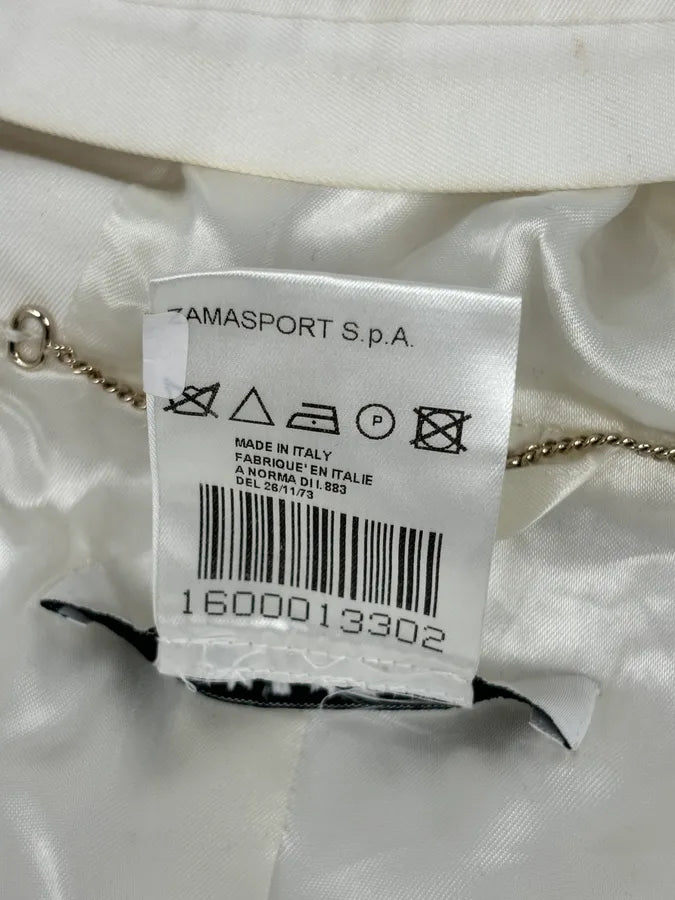 ZAMASPORT S.p.A.
P
MADE IN ITALY
FABRIQUE' EN ITALIE
A NORMA DI l. 883
DEL 26/11/73
1600013302